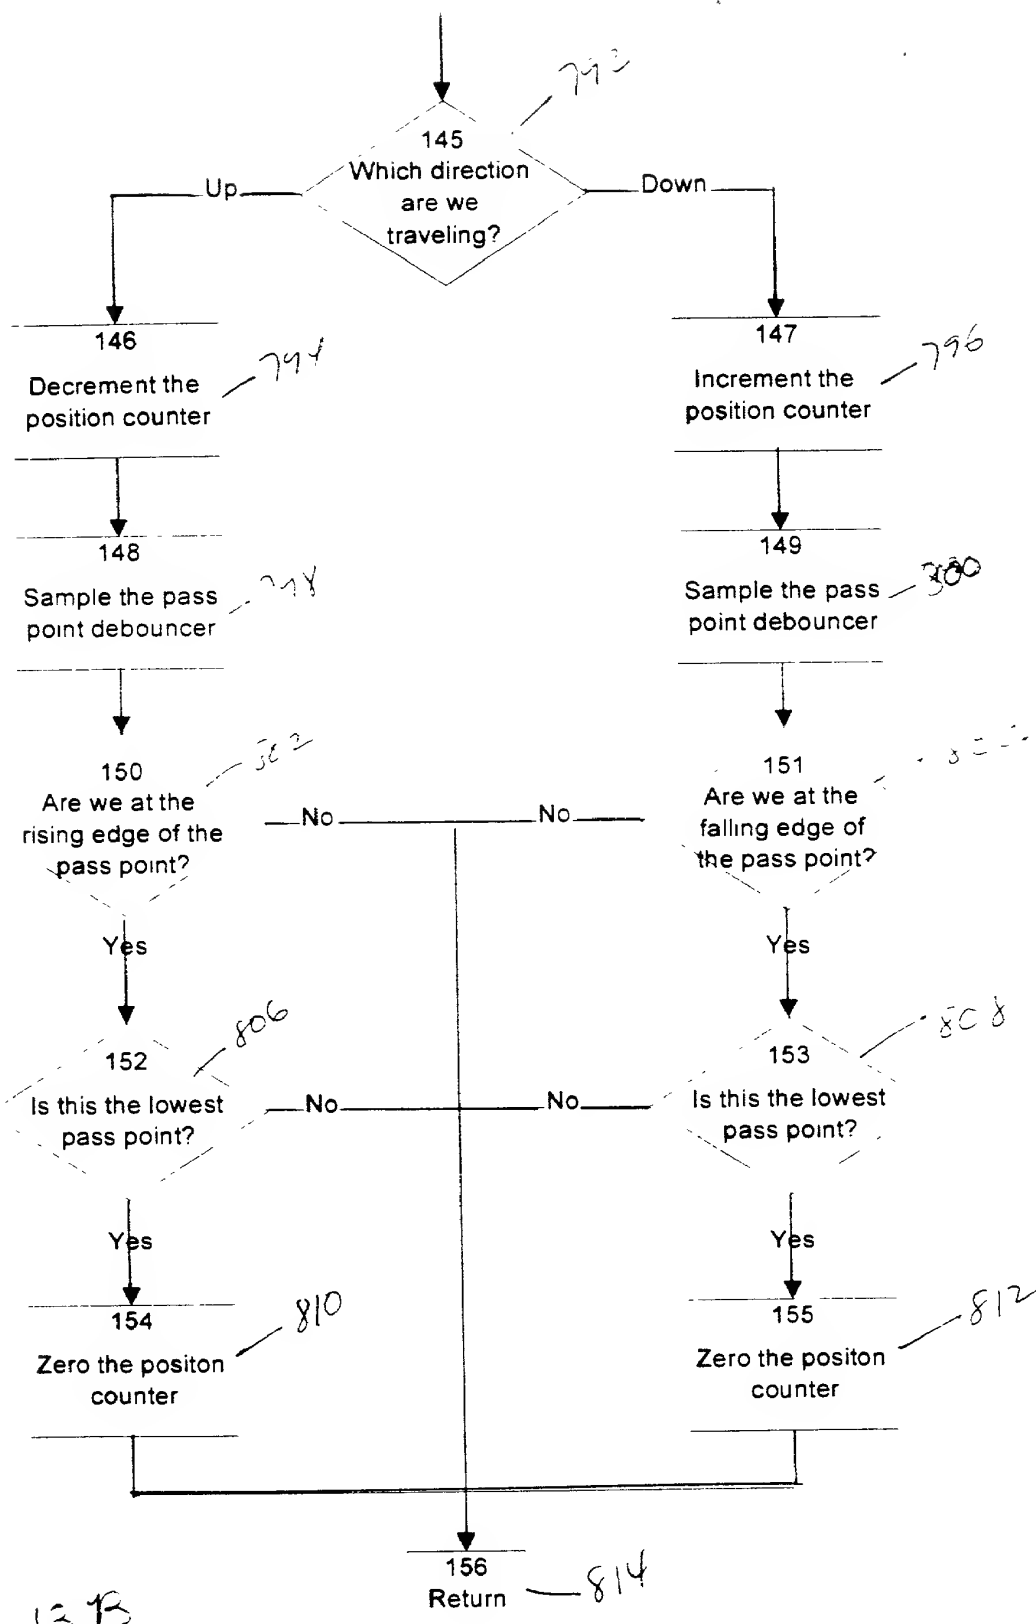 792
145
Which direction
are we
traveling?
Up
Down
146
Decrement the
position counter
794
147
Increment the
position counter
796
148
Sample the pass
point debouncer
149
Sample the pass
point debouncer
150
Are we at the
rising edge of the
pass point?
No
No
151
Are we at the
falling edge of
the pass point?
Yes
Yes
152
Is this the lowest
pass point?
806
No
No
153
Is this the lowest
pass point?
808
Yes
Yes
154
Zero the positon
counter
810
155
Zero the positon
counter
812
156
Return
814